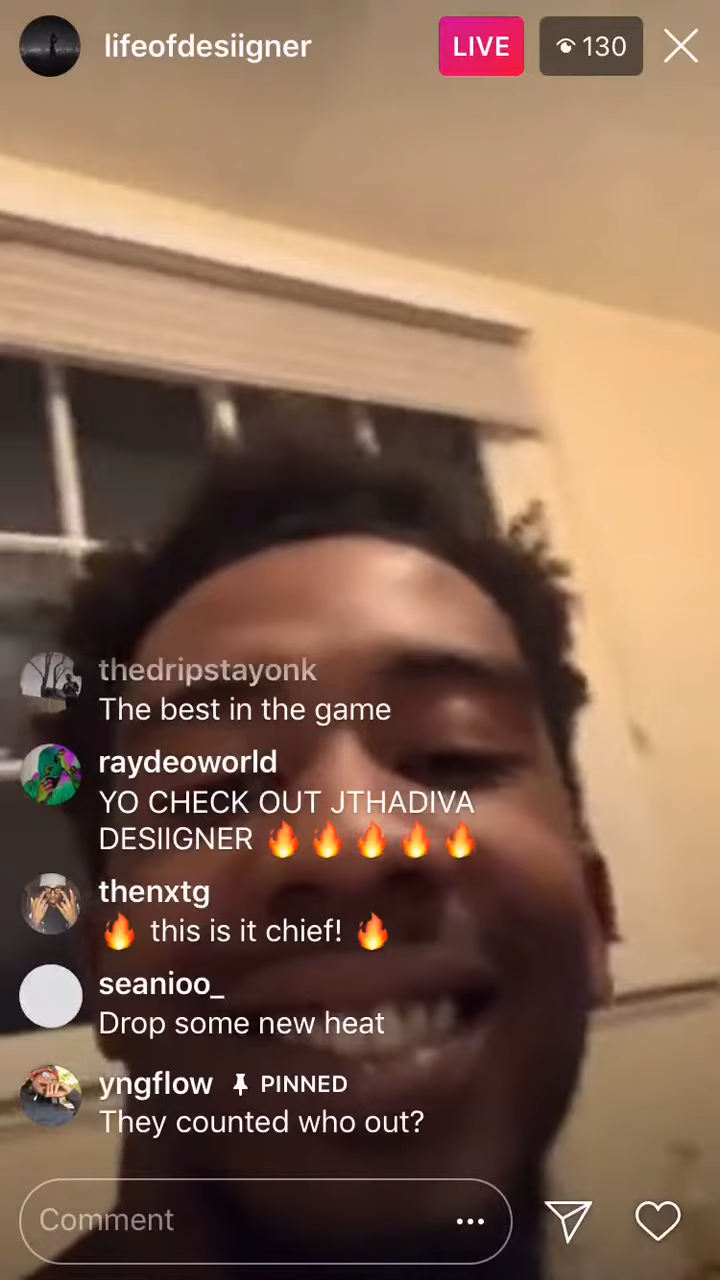 lifeofdesiigner
LIVE
130
thedripstayonk
The best in the game
raydeoworld
YO CHECK OUT JTHADIVA
DESIIGNER 🔥 🔥 🔥 🔥 🔥
thenxtg
🔥 this is it chief! 🔥
seanioo_
Drop some new heat
yngflow PINNED
They counted who out?
Comment